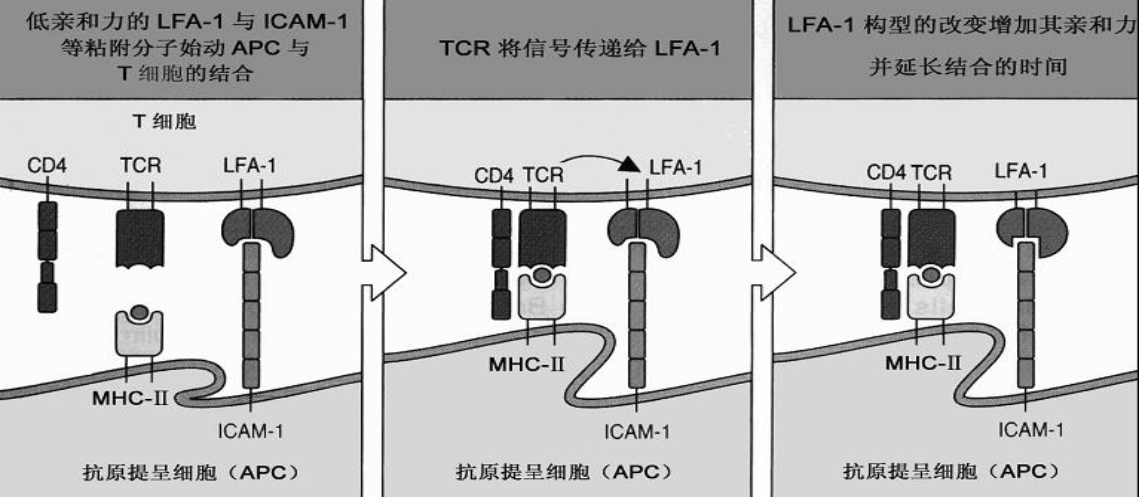 低亲和力的 LFA-1 与 ICAM-1
等粘附分子始动 APC 与
T 细胞的结合
T 细胞
CD4
TCR
LFA-1
MHC-II
ICAM-1
抗原提呈细胞（APC）
TCR 将信号传递给 LFA-1
CD4
TCR
LFA-1
MHC-II
ICAM-1
抗原提呈细胞（APC）
LFA-1 构型的改变增加其亲和力
并延长结合的时间
CD4
TCR
LFA-1
MHC-II
ICAM-1
抗原提呈细胞（APC）